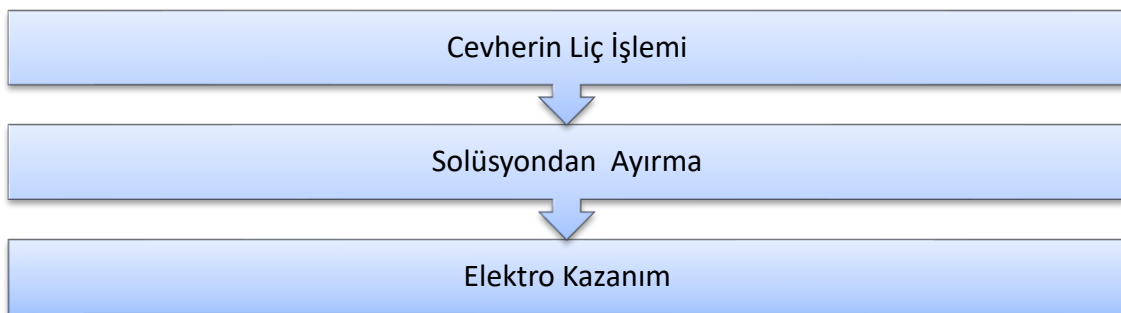 Cevherin Liç İşlemi
Solüsyondan Ayırma
Elektro Kazanım